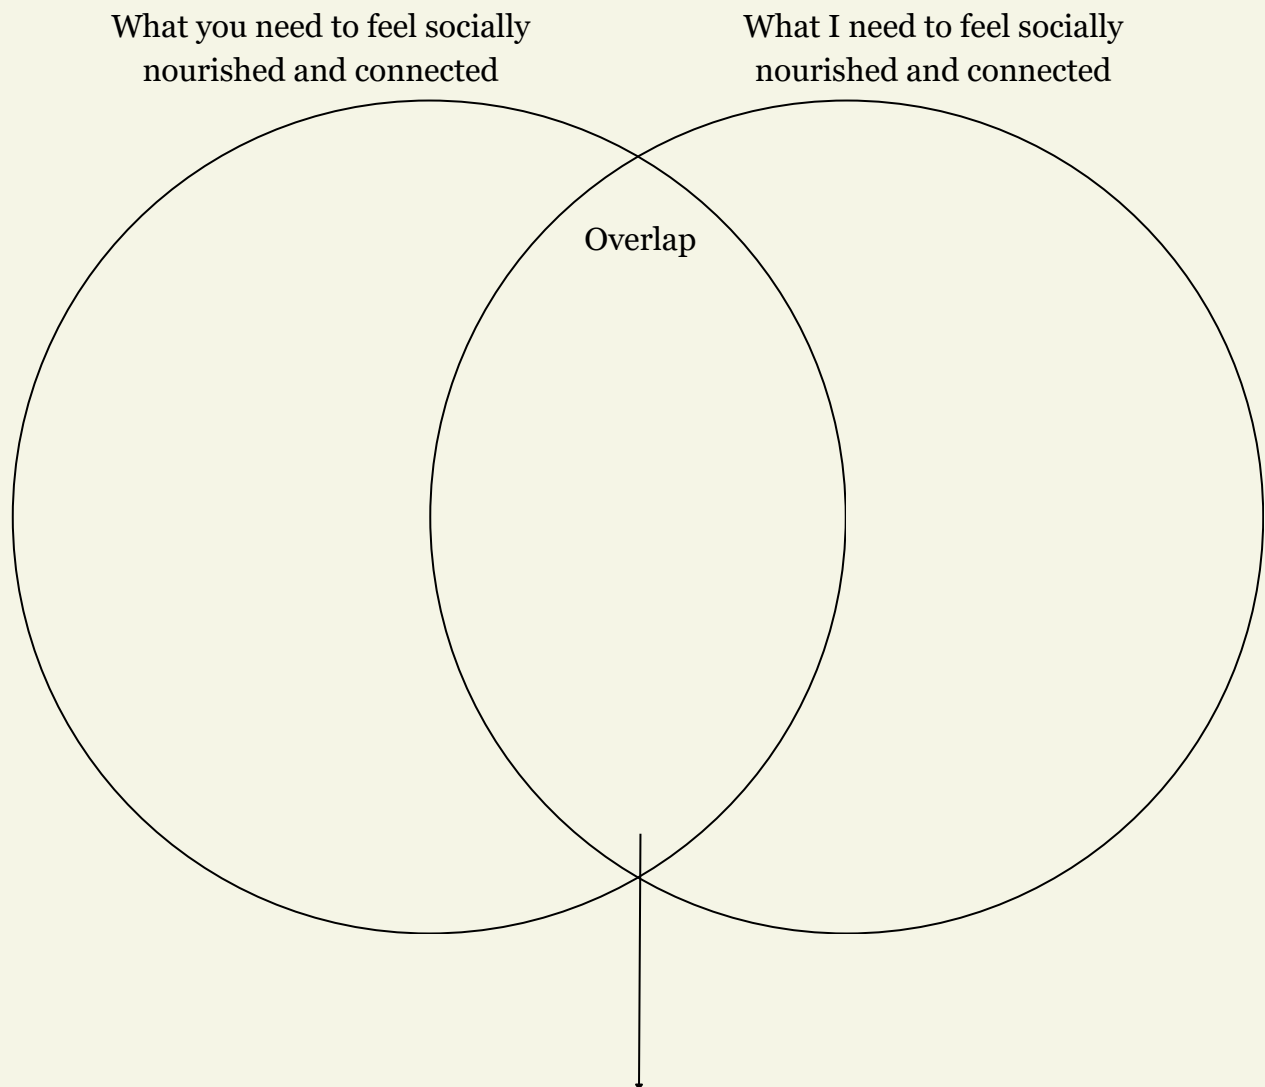 What you need to feel socially
nourished and connected
What I need to feel socially
nourished and connected
Overlap